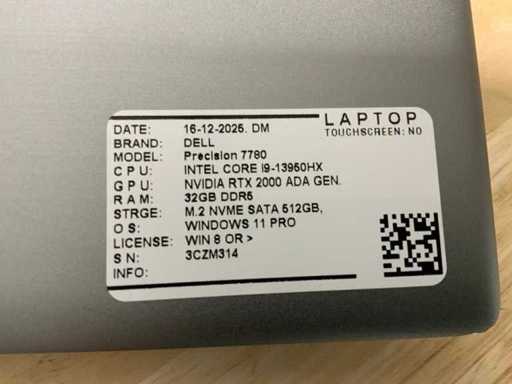 LAPTOP
TOUCHSCREEN: NO
DATE: 16-12-2025. DM
BRAND: DELL
MODEL: Precision 7780
CPU: INTEL CORE I9-13950HX
GPU: NVIDIA RTX 2000 ADA GEN.
RAM: 32GB DDR5
STRGE: M.2 NVME SATA 512GB,
OS: WINDOWS 11 PRO
LICENSE: WIN 8 OR >
SN: 3CZM314
INFO: